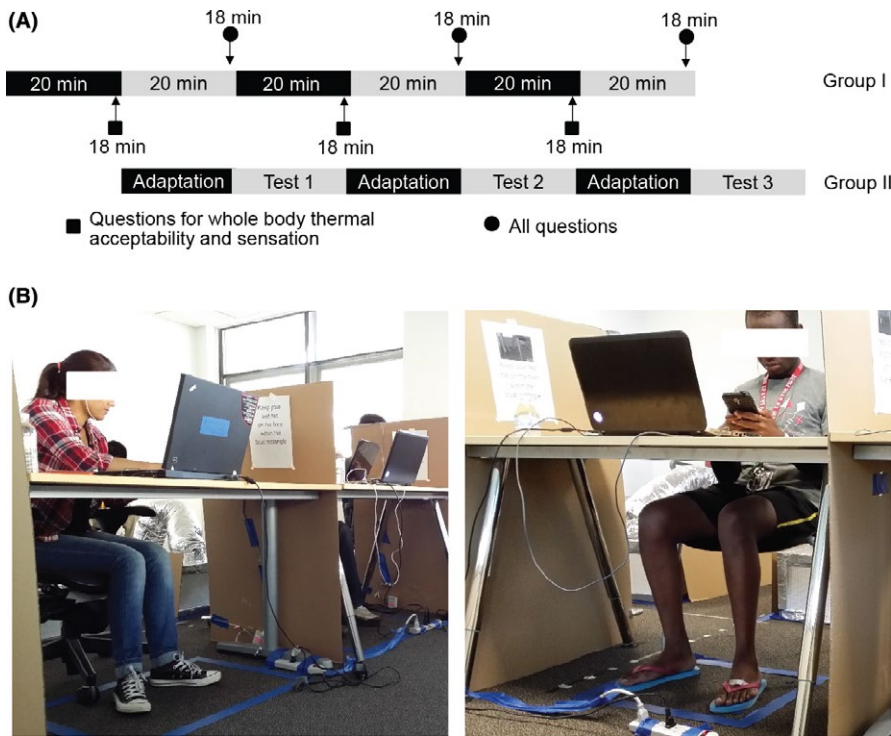 (A)
18 min
18 min
18 min
20 min 20 min 20 min 20 min 20 min 20 min Group I
18 min
18 min
18 min
Adaptation Test 1 Adaptation Test 2 Adaptation Test 3 Group II
Questions for whole body thermal
acceptability and sensation
All questions
(B)
Keep your
feet flat
on the floor
within the
blue rectangle